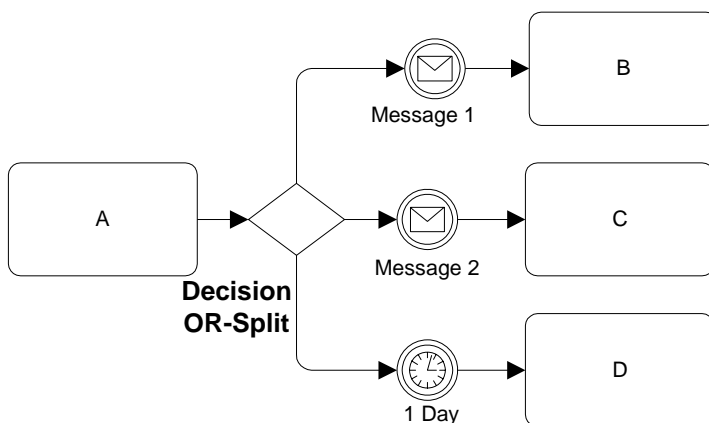 B
Message 1
A
C
Message 2
Decision
OR-Split
D
1 Day